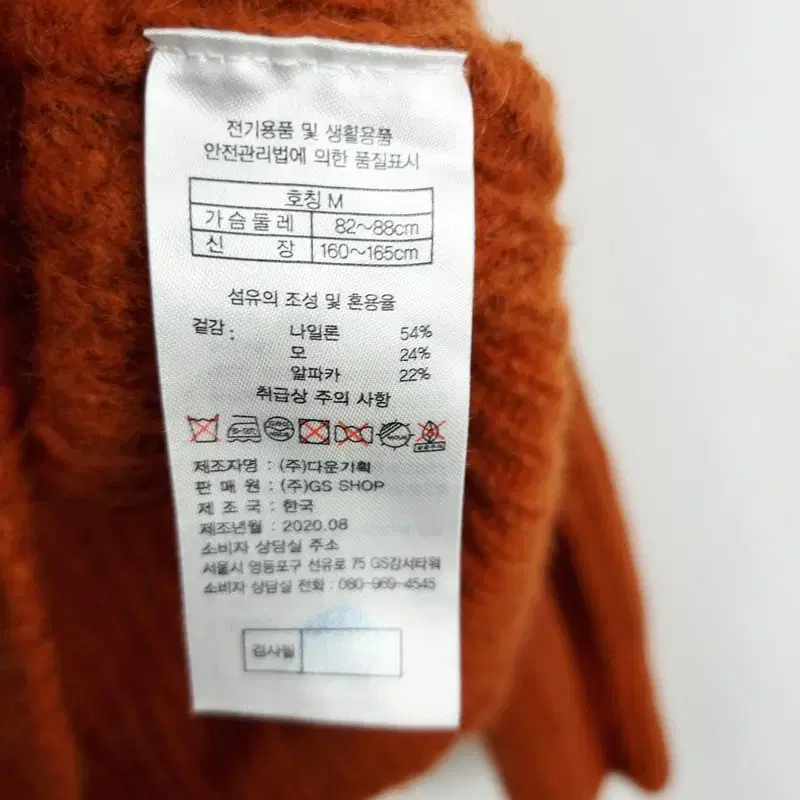 전기용품 및 생활용품
안전관리법에 의한 품질표시
호칭 M
가슴둘레 82~88cm
신 장 160~165cm
섬유의 조성 및 혼용율
겉감 : 나일론 54%
모 24%
알파카 22%
취급상 주의 사항
제조자명 : (주)다운기획
판 매 원 : (주)GS SHOP
제 조 국 : 한국
제조년월 : 2020.08
소비자 상담실 주소
서울시 영등포구 선유로 75 GS강서타워
소비자 상담실 전화 : 080-969-4545
검사필